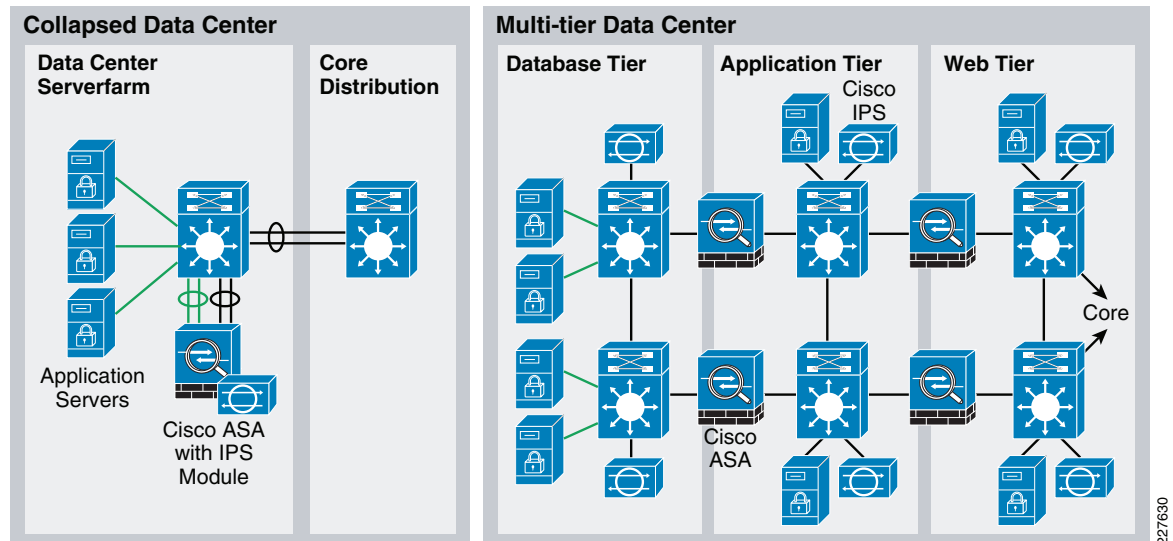 Collapsed Data Center
Data Center
Serverfarm
Core
Distribution
Application
Servers
Cisco ASA
with IPS
Module
Multi-tier Data Center
Database Tier
Application Tier
Web Tier
Cisco
IPS
Core
Cisco
ASA
227630